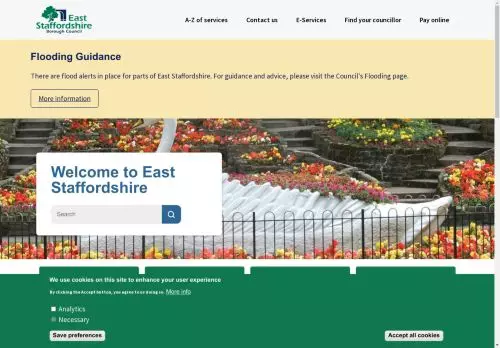 East
Staffordshire
Borough Council
A-Z of services
Contact us
E-Services
Find your councillor
Pay online
Flooding Guidance
There are flood alerts in place for parts of East Staffordshire. For guidance and advice, please visit the Council's Flooding page.
More information
Welcome to East
Staffordshire
Search
We use cookies on this site to enhance your user experience
By clicking the Accept button, you agree to us doing so. More info
Analytics
Necessary
Save preferences
Accept all cookies